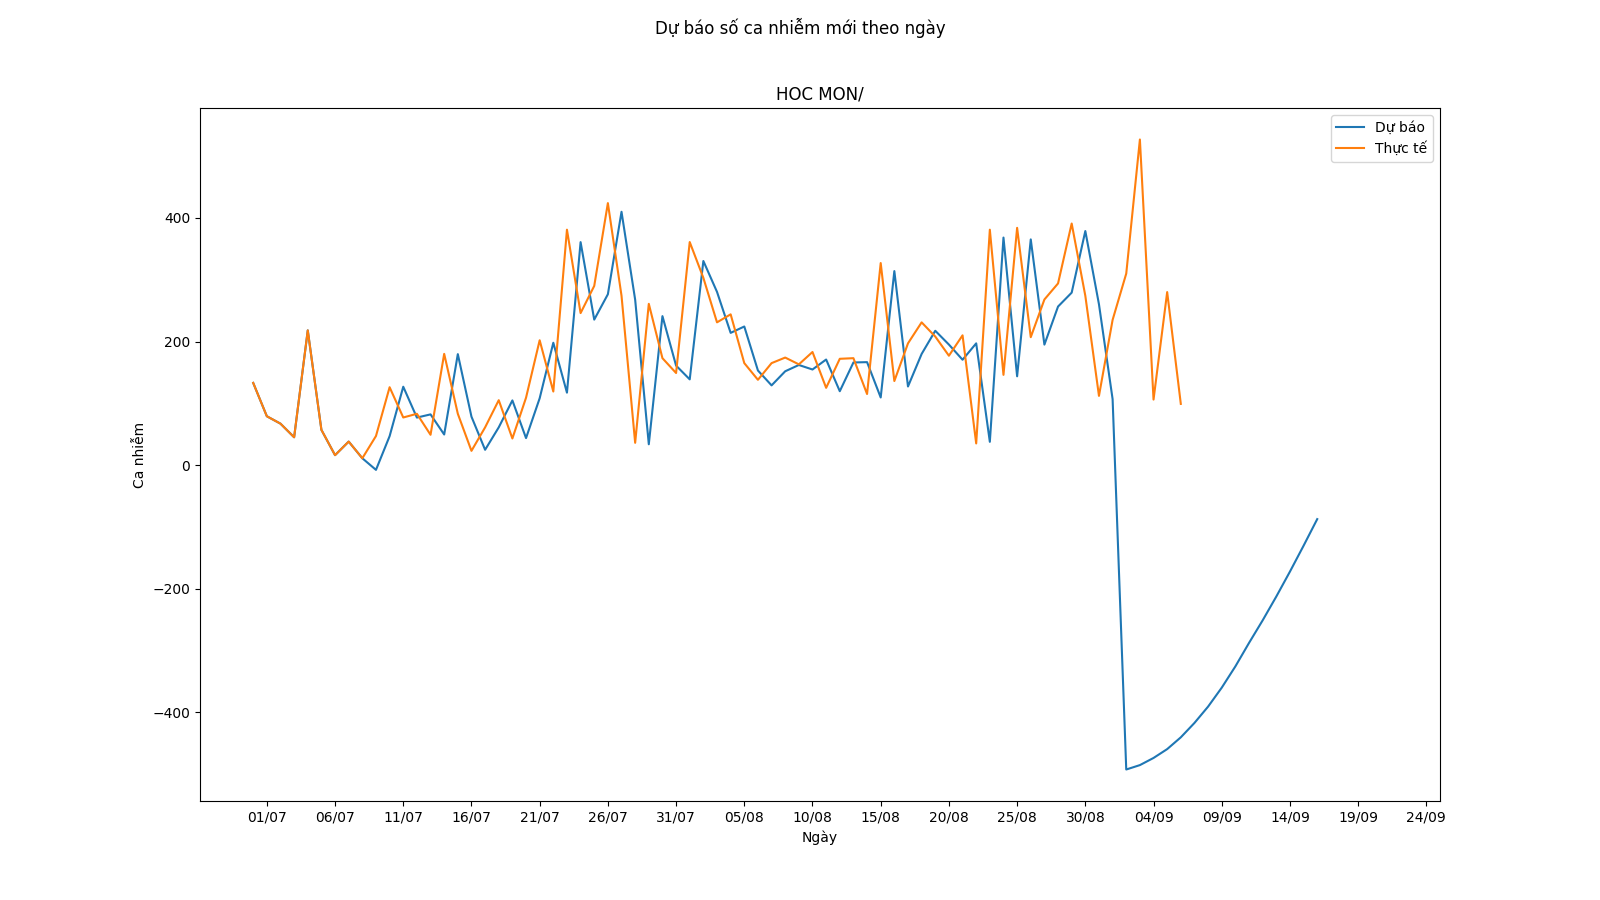 Dự báo số ca nhiễm mới theo ngày
HOC MON/
Dự báo
Thực tế
400
200
0
−200
−400
Ca nhiễm
01/07 06/07 11/07 16/07 21/07 26/07 31/07 05/08 10/08 15/08 20/08 25/08 30/08 04/09 09/09 14/09 19/09 24/09
Ngày